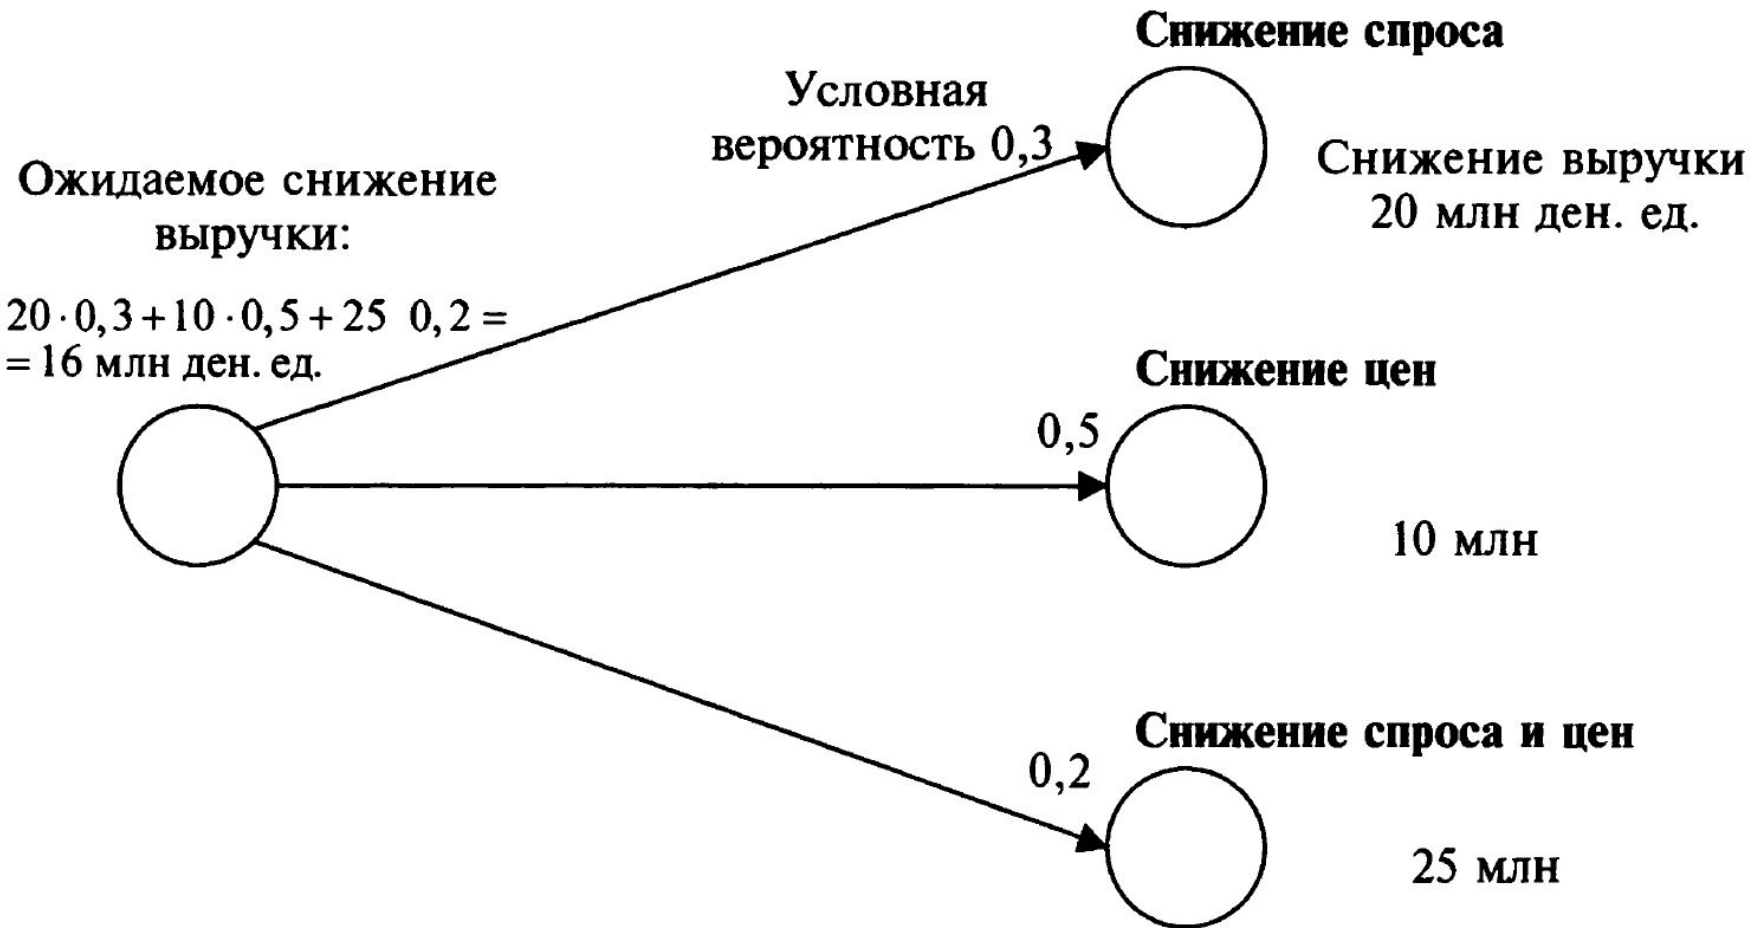 Снижение спроса
Условная
вероятность 0,3
Снижение выручки
20 млн ден. ед.
Ожидаемое снижение
выручки:
20·0,3+10·0,5+25 0,2 =
= 16 млн ден. ед.
Снижение цен
0,5
10 млн
Снижение спроса и цен
0,2
25 млн